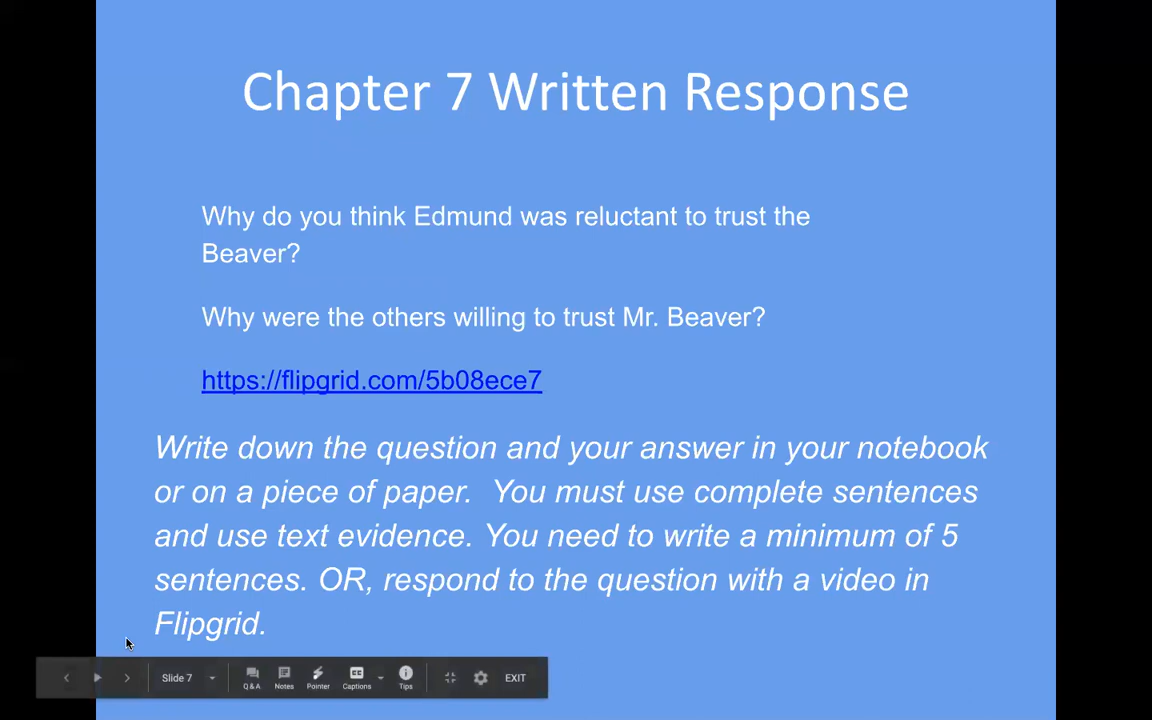 Chapter 7 Written Response
Why do you think Edmund was reluctant to trust the
Beaver?
Why were the others willing to trust Mr. Beaver?
https://flipgrid.com/5b08ece7
Write down the question and your answer in your notebook
or on a piece of paper.  You must use complete sentences
and use text evidence. You need to write a minimum of 5
sentences. OR, respond to the question with a video in
Flipgrid.
Slide 7
Q&A
Notes
Pointer
CC
Captions
Tips
EXIT